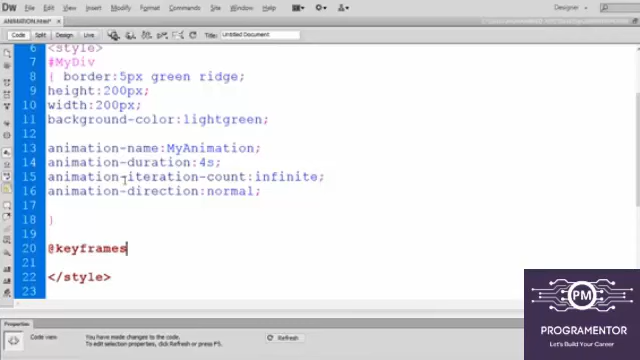 Dw File Edit View Insert Modify Format Commands Site Window Help Designer
ANIMATION.html* ×
Code Split Design Live Title: Untitled Document
6 <style>
7 #MyDiv
8 { border:5px green ridge;
9 height:200px;
10 width:200px;
11 background-color:lightgreen;
12
13 animation-name:MyAnimation;
14 animation-duration:4s;
15 animation-iteration-count:infinite;
16 animation-direction:normal;
17
18 }
19
20 @keyframes
21
22 </style>
23
PM
PROGRAMENTOR
Let's Build Your Career
Properties
Code view
You have made changes to the code.
To edit selection properties, click Refresh or press F5.
Refresh